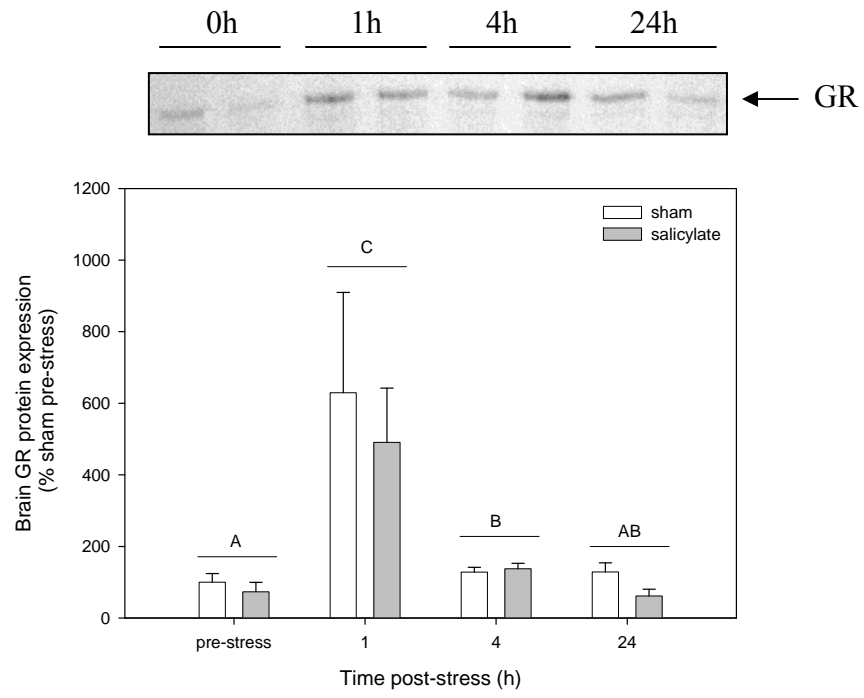 0h 1h 4h 24h
GR
1200
sham
salicylate
1000
C
800
600
400
200
A
B
AB
0
pre-stress 1 4 24
Time post-stress (h)
Brain GR protein expression
(% sham pre-stress)